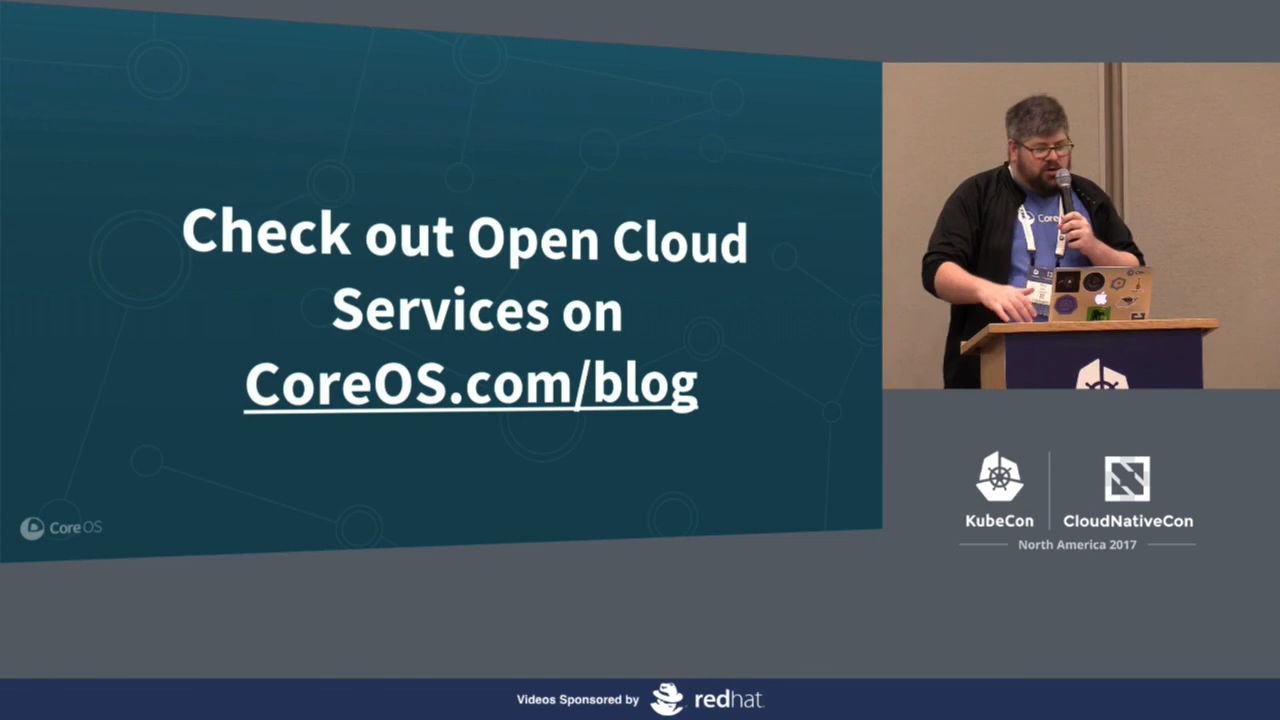 Check out Open Cloud
Services on
CoreOS.com/blog
CoreOS
Core
KubeCon
CloudNativeCon
North America 2017
Videos Sponsored by
redhat